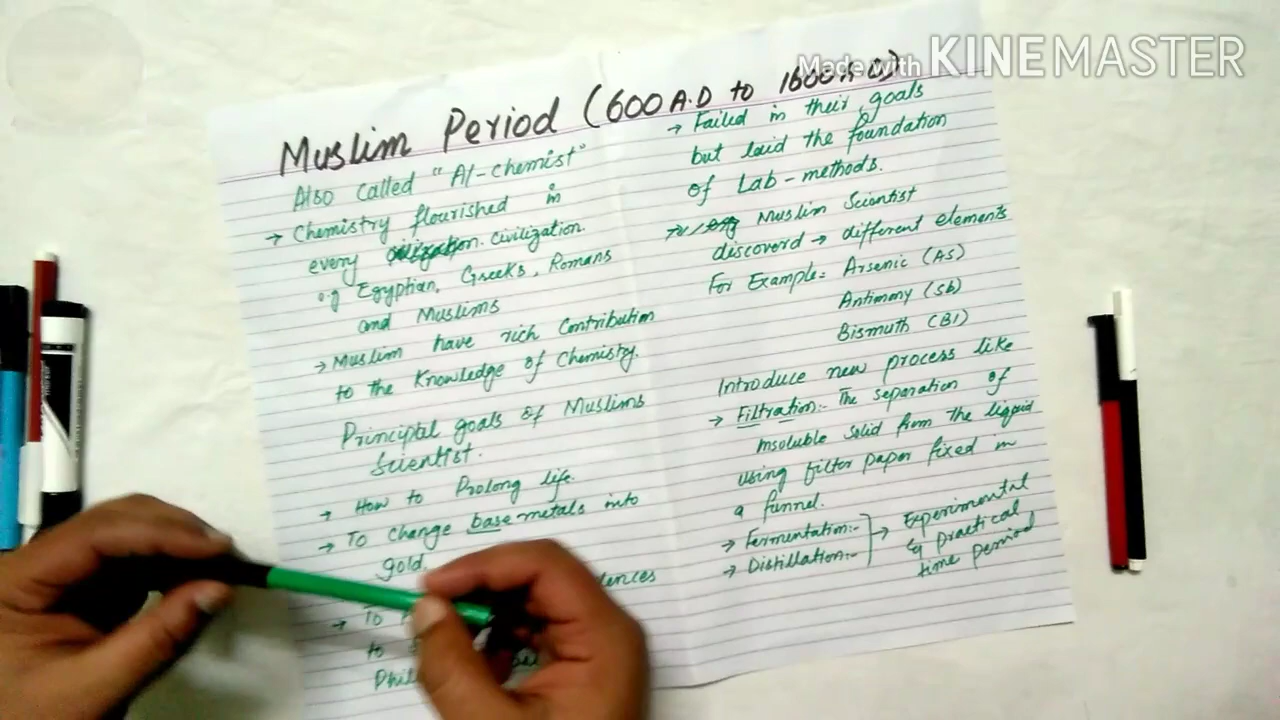 Made with KINEMASTER
Muslim Period (600 A.D to 1600 A.D)
Also called "Al-chemist"
→ Chemistry flourished in
every civilization.
e.g Egyptian, Greeks, Romans
and Muslims
→ Muslim have rich Contribution
to the Knowledge of Chemistry.
Principtal goals of Muslims
Scientist.
→ How to Prolong life.
→ To change base metals into
gold.
→ To
to
→ Failed in their goals
but laid the foundation
of Lab-methods.
Muslim Scientist
discoverd → different elements
For Example: Arsenic (AS)
Antimony (Sb)
Bismuth (BI)
Introduce new process like
→ Filtration:- The separation of
insoluble solid from the liquid
using filter paper fixed in
a funnel.
→ Fermentation:-
→ Distillation:-
→ Experimental
& practical
time period